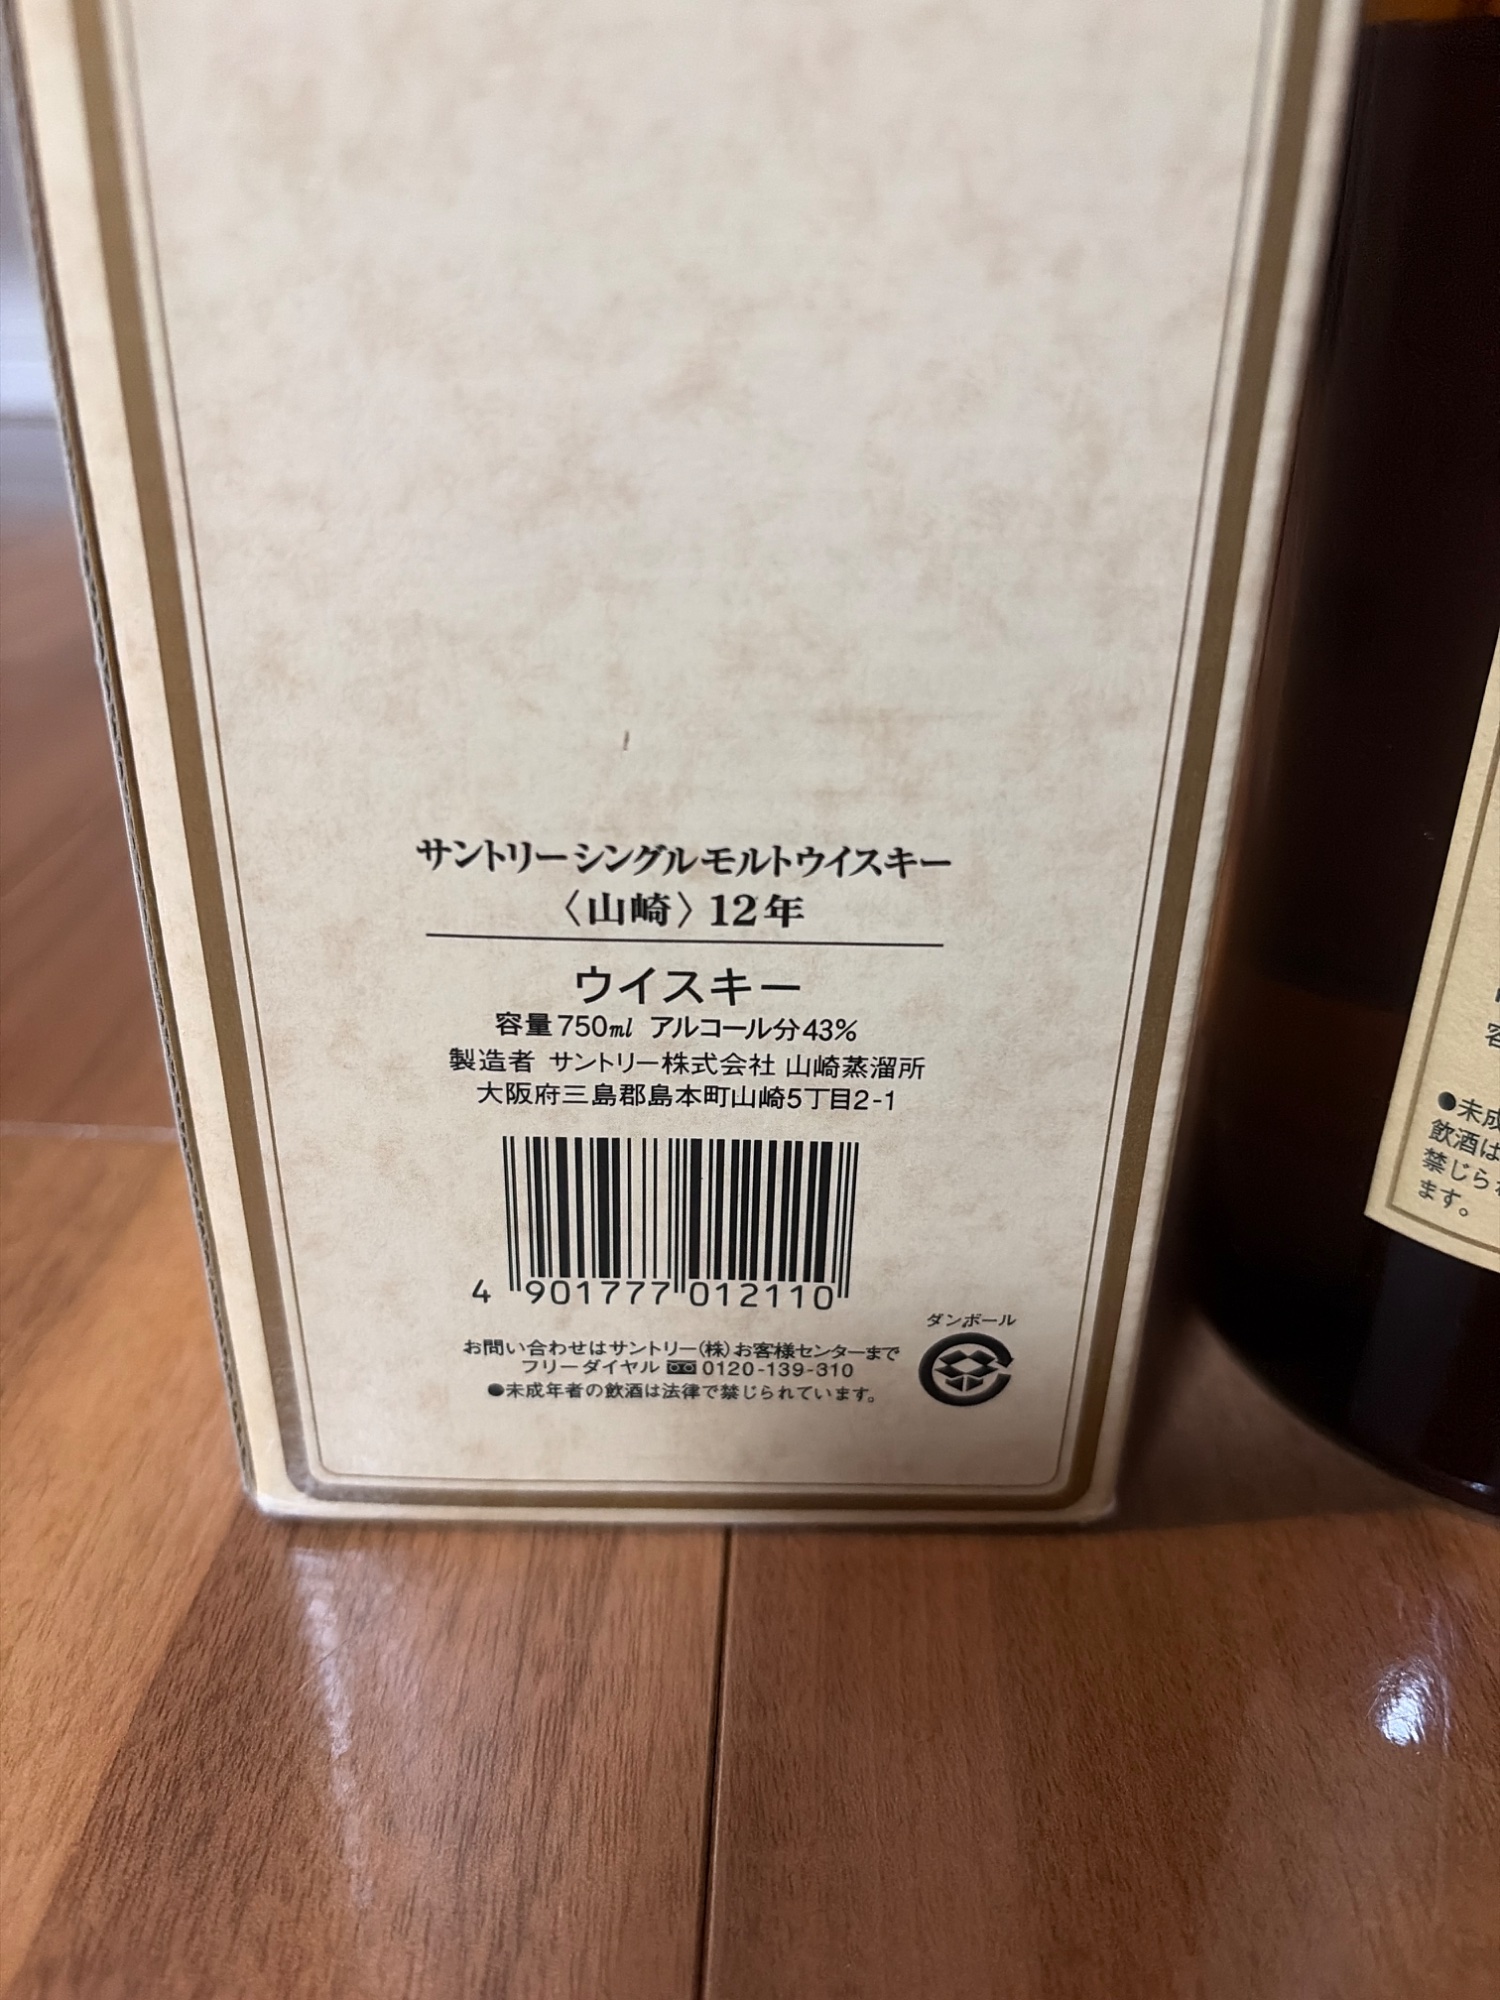 サントリーシングルモルトウイスキー
〈山崎〉12年
ウイスキー
容量750ml アルコール分43%
製造者 サントリー株式会社 山崎蒸溜所
大阪府三島郡島本町山崎5丁目2-1
4 901777 012110
ダンボール
お問い合わせはサントリー(株)お客様センターまで
フリーダイヤル 0120-139-310
●未成年者の飲酒は法律で禁じられています。
●未成
飲酒は
禁じら
ます。